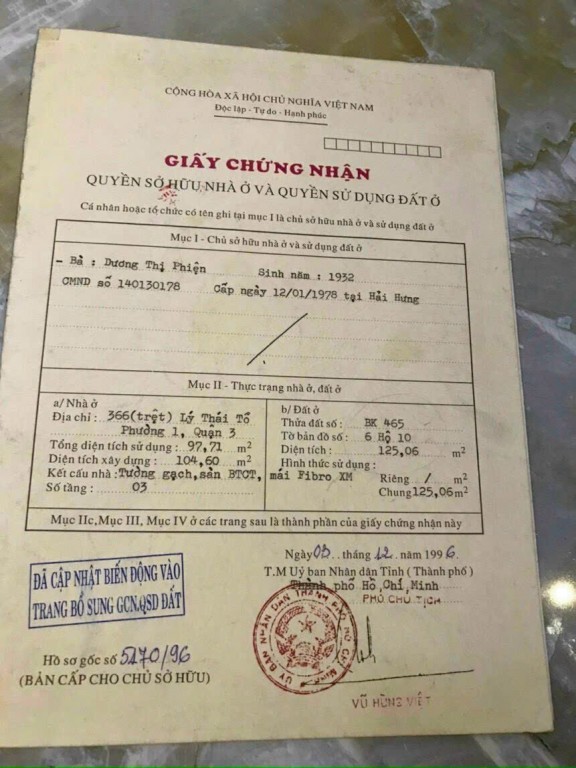 CỘNG HÒA XÃ HỘI CHỦ NGHĨA VIỆT NAM
Độc lập - Tự do - Hạnh phúc
GIẤY CHỨNG NHẬN
QUYỀN SỞ HỮU NHÀ Ở VÀ QUYỀN SỬ DỤNG ĐẤT Ở
Cá nhân hoặc tổ chức có tên ghi tại mục I là chủ sở hữu nhà ở và sử dụng đất ở
Mục I - Chủ sở hữu nhà ở và sử dụng đất ở
- Bà : Dương Thị Phiện Sinh năm : 1932
CMND số 140130178 Cấp ngày 12/01/1978 tại Hải Hưng
Mục II - Thực trạng nhà ở, đất ở
a/ Nhà ở
Địa chỉ : 366(trệt) Lý Thái Tổ
Phường 1, Quận 3
Tổng diện tích sử dụng : 97,71 m2
Diện tích xây dựng : 104,60 m2
Kết cấu nhà : Tường gạch, sàn BTCT, mái Fibro XM
Số tầng : 03
b/ Đất ở
Thửa đất số : BK 465
Tờ bản đồ số : 6 Hộ 10
Diện tích : 125,06 m2
Hình thức sử dụng :
Riêng / m2
Chung 125,06 m2
Mục IIc, Mục III, Mục IV ở các trang sau là thành phần của giấy chứng nhận này
Ngày 03 tháng 12 năm 1996.
T.M Uỷ ban Nhân dân Tỉnh ( Thành phố )
Thành phố Hồ Chí Minh
PHÓ CHỦ TỊCH
ĐÃ CẬP NHẬT BIẾN ĐỘNG VÀO
TRANG BỔ SUNG GCN.QSD ĐẤT
ỦY BAN NHÂN DÂN THÀNH PHỐ HỒ CHÍ MINH
Hồ sơ gốc số 5170/96
(BẢN CẤP CHO CHỦ SỞ HỮU)
VŨ HÙNG VIỆT